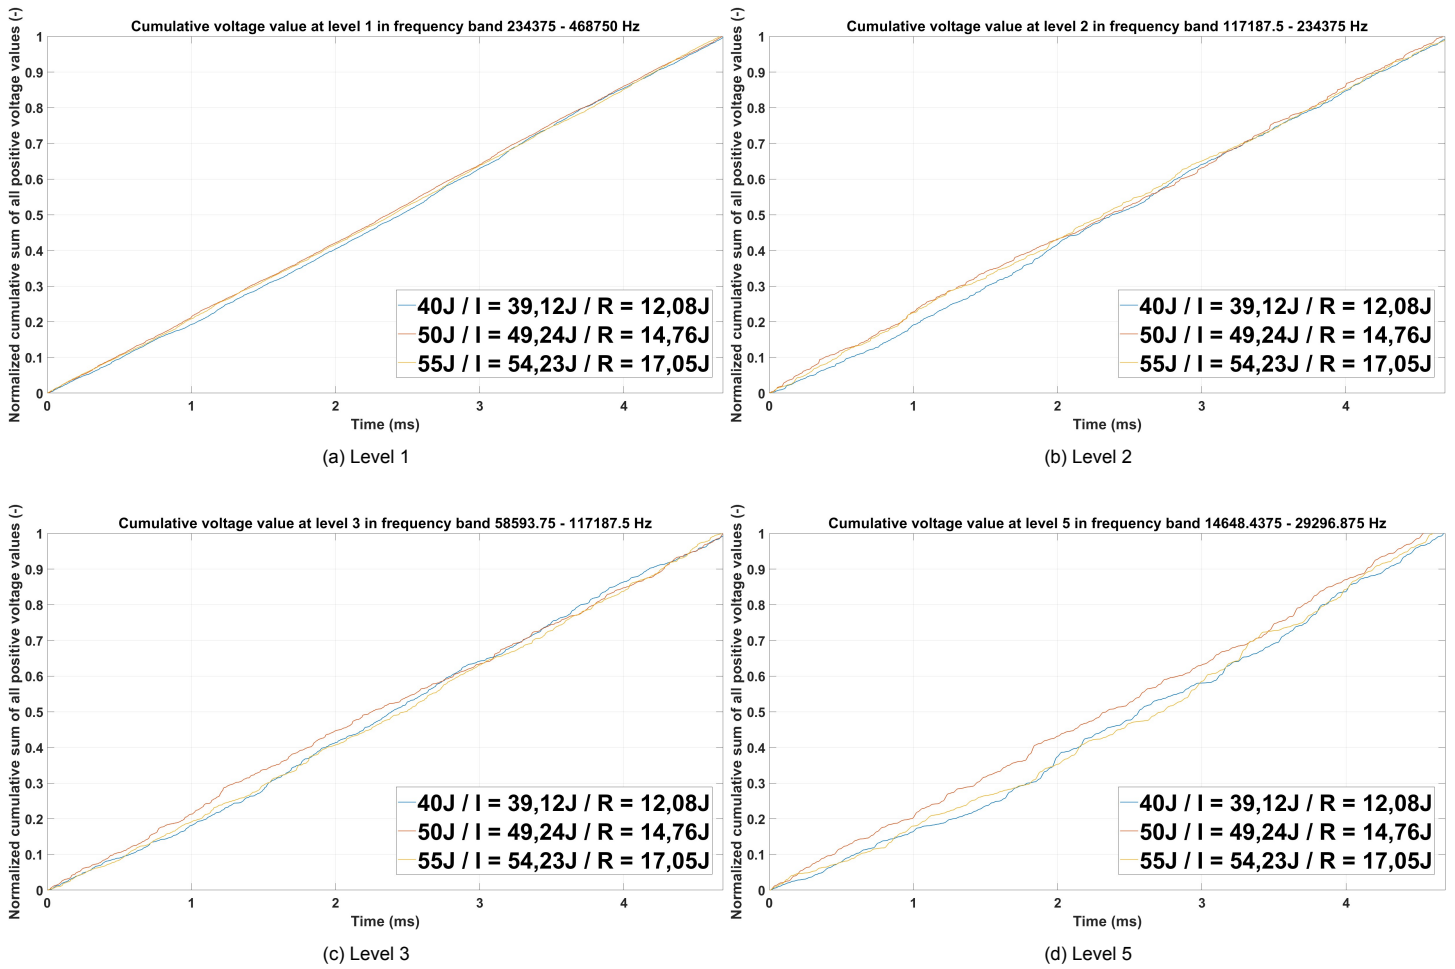 Cumulative voltage value at level 1 in frequency band 234375 - 468750 Hz
Normalized cumulative sum of all positive voltage values (-)
1
0.9
0.8
0.7
0.6
0.5
0.4
0.3
0.2
0.1
0
40J / I = 39,12J / R = 12,08J
50J / I = 49,24J / R = 14,76J
55J / I = 54,23J / R = 17,05J
0 1 2 3 4
Time (ms)
(a) Level 1
Cumulative voltage value at level 2 in frequency band 117187.5 - 234375 Hz
Normalized cumulative sum of all positive voltage values (-)
1
0.9
0.8
0.7
0.6
0.5
0.4
0.3
0.2
0.1
0
40J / I = 39,12J / R = 12,08J
50J / I = 49,24J / R = 14,76J
55J / I = 54,23J / R = 17,05J
0 1 2 3 4
Time (ms)
(b) Level 2
Cumulative voltage value at level 3 in frequency band 58593.75 - 117187.5 Hz
Normalized cumulative sum of all positive voltage values (-)
1
0.9
0.8
0.7
0.6
0.5
0.4
0.3
0.2
0.1
0
40J / I = 39,12J / R = 12,08J
50J / I = 49,24J / R = 14,76J
55J / I = 54,23J / R = 17,05J
0 1 2 3 4
Time (ms)
(c) Level 3
Cumulative voltage value at level 5 in frequency band 14648.4375 - 29296.875 Hz
Normalized cumulative sum of all positive voltage values (-)
1
0.9
0.8
0.7
0.6
0.5
0.4
0.3
0.2
0.1
0
40J / I = 39,12J / R = 12,08J
50J / I = 49,24J / R = 14,76J
55J / I = 54,23J / R = 17,05J
0 1 2 3 4
Time (ms)
(d) Level 5